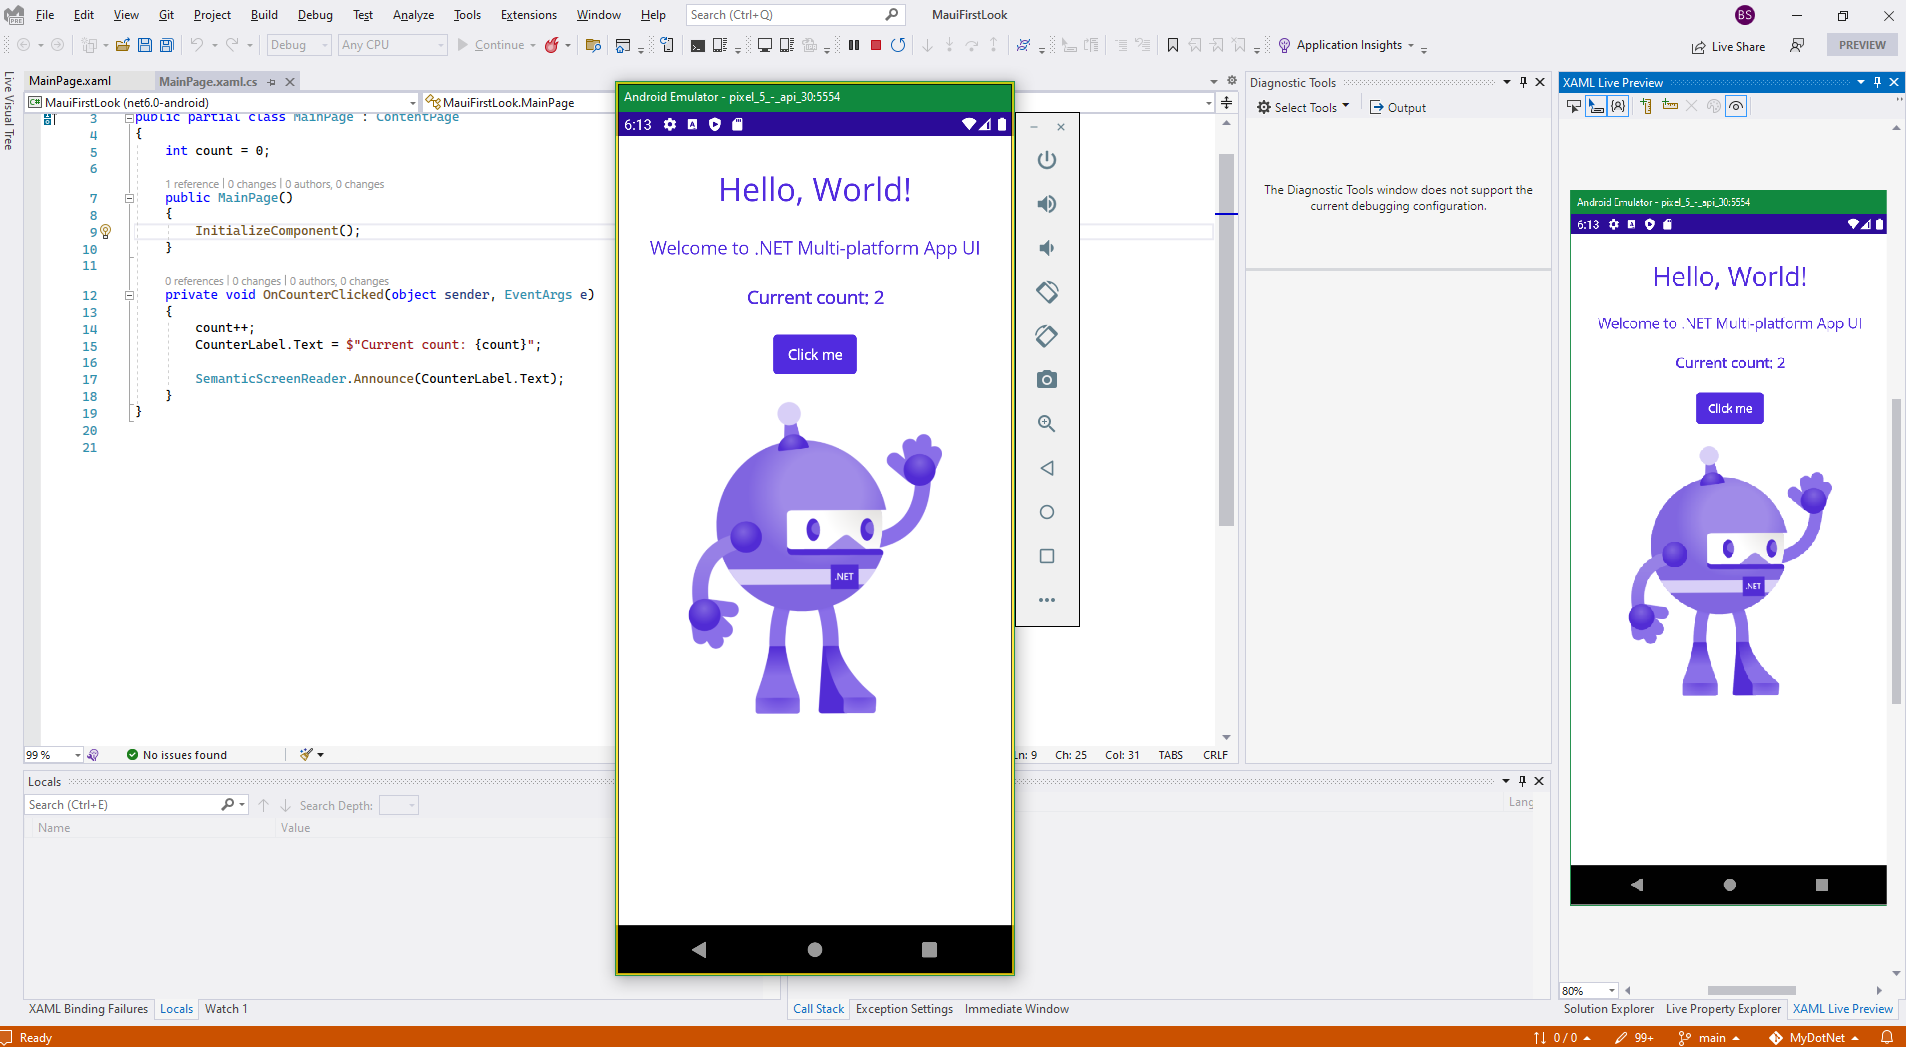 File Edit View Git Project Build Debug Test Analyze Tools Extensions Window Help Search (Ctrl+Q) MauiFirstLook BS
Debug Any CPU Continue Application Insights Live Share PREVIEW
Live Visual Tree
MainPage.xaml MainPage.xaml.cs
MauiFirstLook (net6.0-android) MauiFirstLook.MainPage
3 public partial class MainPage : ContentPage
4 {
5 int count = 0;
6
1 reference | 0 changes | 0 authors, 0 changes
7 public MainPage()
8 {
9 InitializeComponent();
10 }
11
0 references | 0 changes | 0 authors, 0 changes
12 private void OnCounterClicked(object sender, EventArgs e)
13 {
14 count++;
15 CounterLabel.Text = $"Current count: {count}";
16
17 SemanticScreenReader.Announce(CounterLabel.Text);
18 }
19 }
20
21
99 % No issues found
Ln: 9 Ch: 25 Col: 31 TABS CRLF
Android Emulator - pixel_5_-_api_30:5554
6:13
Hello, World!
Welcome to .NET Multi-platform App UI
Current count: 2
Click me
.NET
Diagnostic Tools
Select Tools Output
The Diagnostic Tools window does not support the
current debugging configuration.
XAML Live Preview
Android Emulator - pixel_5_-_api_30:5554
6:13
Hello, World!
Welcome to .NET Multi-platform App UI
Current count: 2
Click me
.NET
80%
Locals
Search (Ctrl+E) Search Depth:
Name Value
Lang
XAML Binding Failures Locals Watch 1
Call Stack Exception Settings Immediate Window
Solution Explorer Live Property Explorer XAML Live Preview
Ready 0 / 0 99+ main MyDotNet